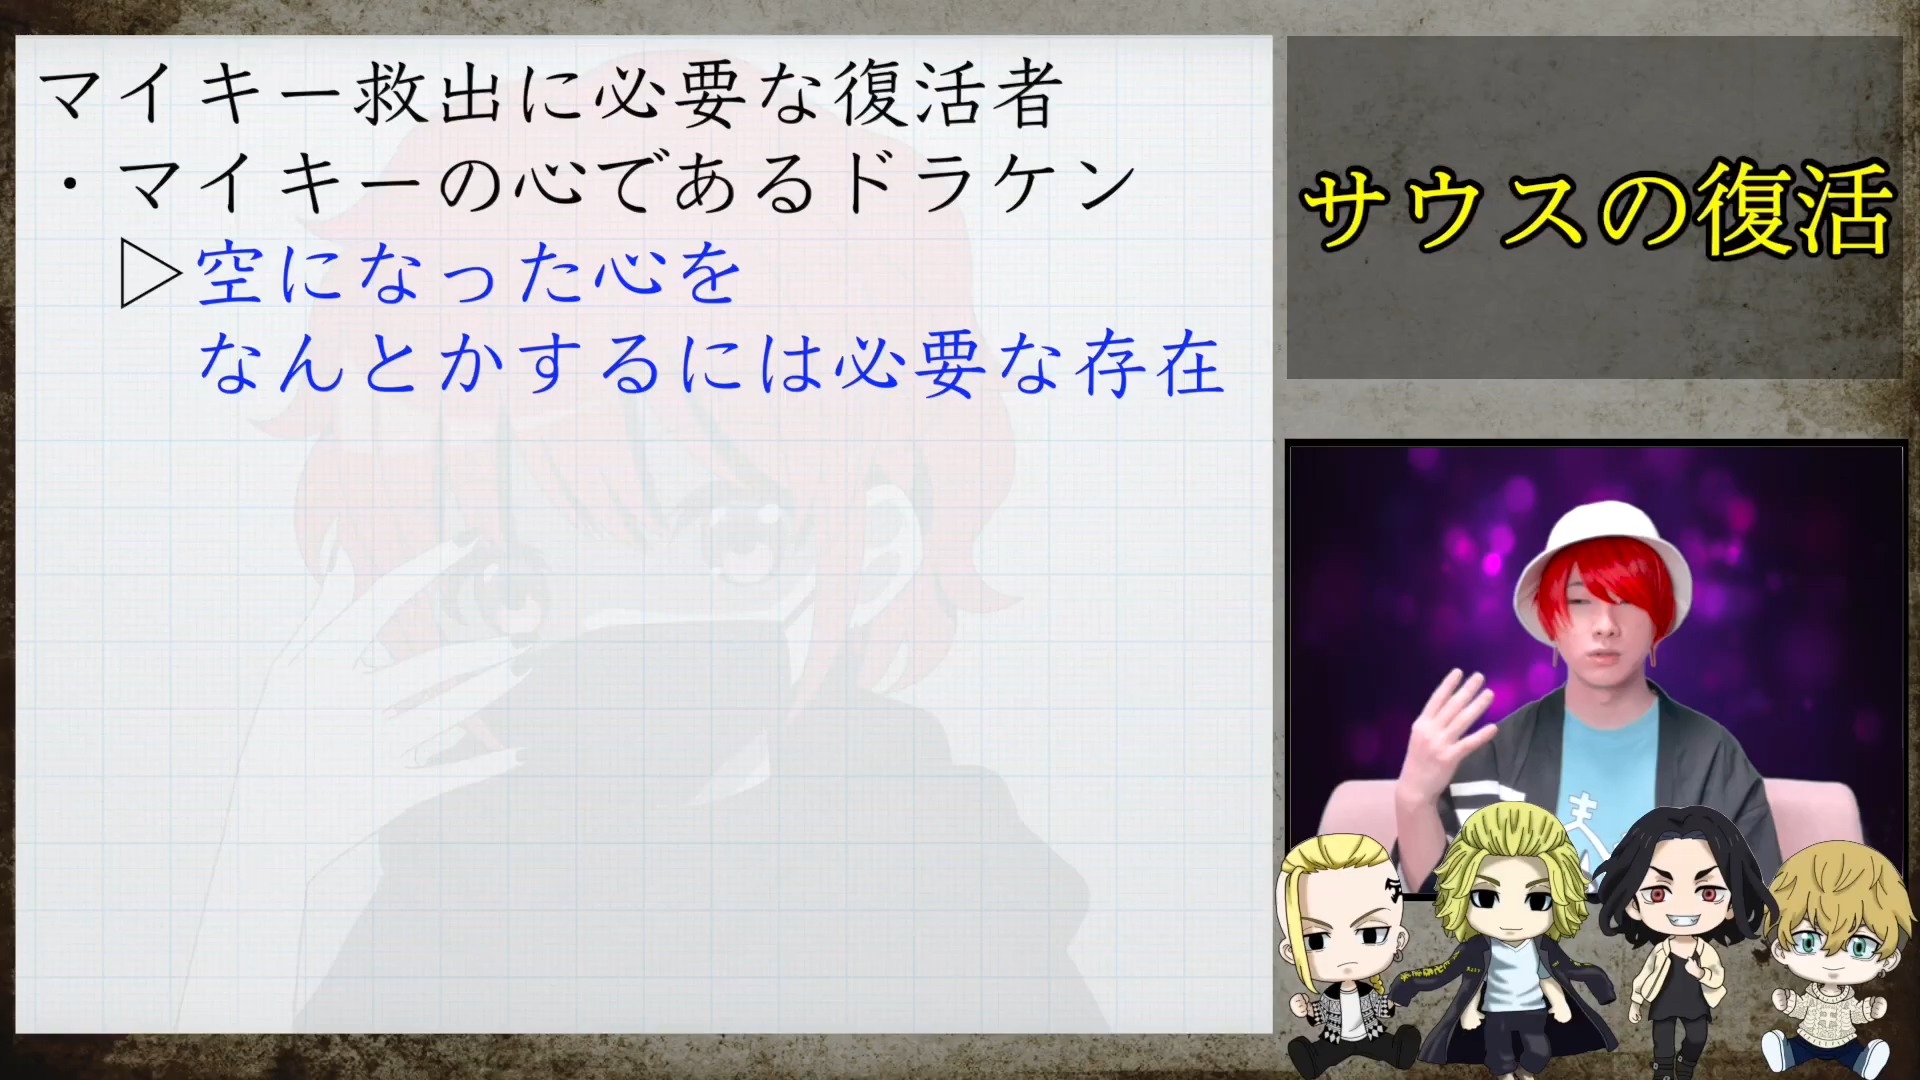 マイキー救出に必要な復活者
・マイキーの心であるドラケン
▷空になった心を
なんとかするには必要な存在
サウスの復活